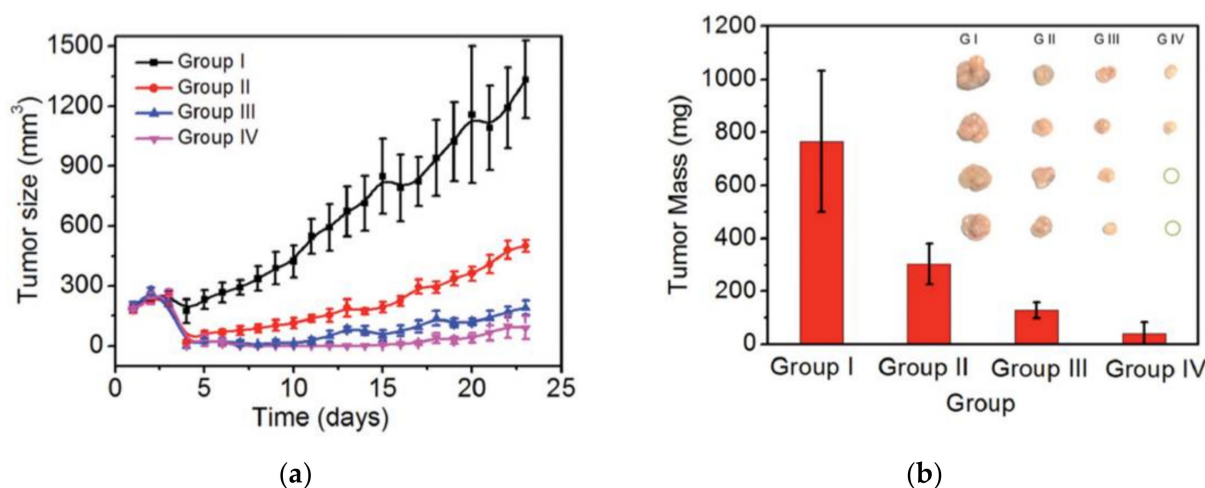 1500
1200
900
600
300
0
Tumor size (mm³)
Group I
Group II
Group III
Group IV
0 5 10 15 20 25
Time (days)
(a)
1200
1000
800
600
400
200
0
Tumor Mass (mg)
G I G II G III G IV
Group I Group II Group III Group IV
Group
(b)